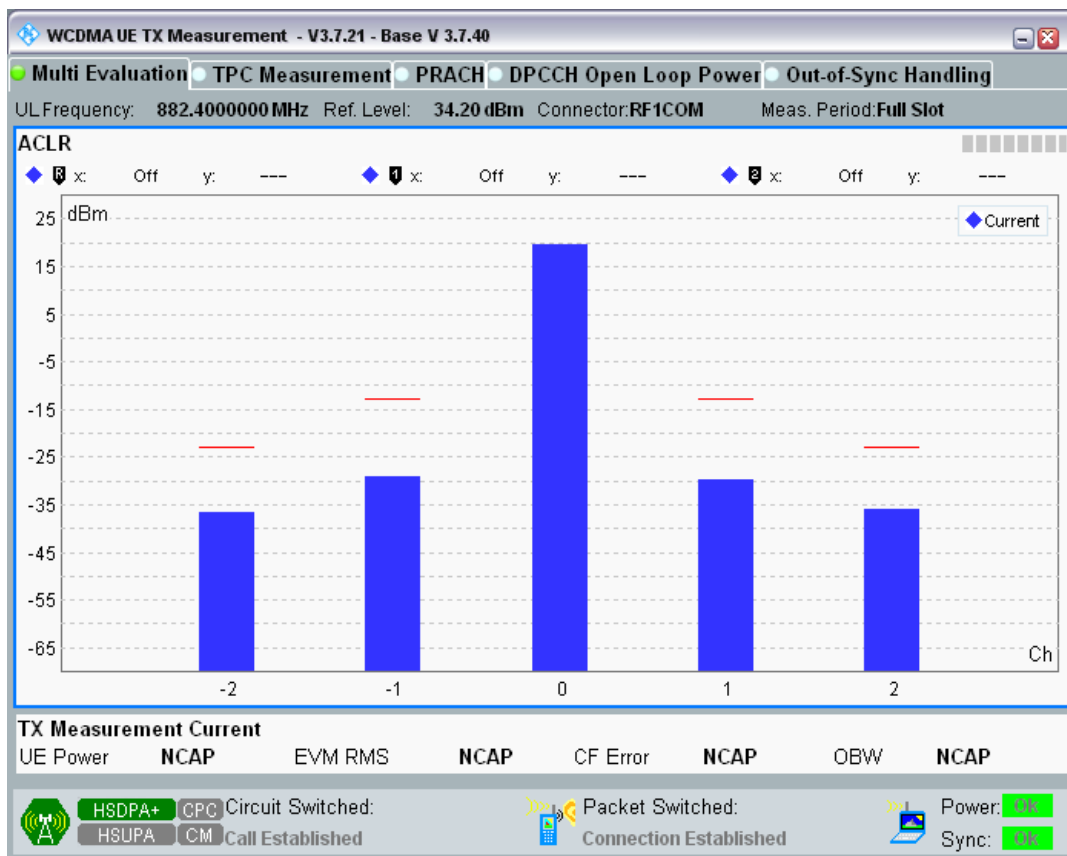 WCDMA UE TX Measurement - V3.7.21 - Base V 3.7.40
Multi Evaluation TPC Measurement PRACH DPCCH Open Loop Power Out-of-Sync Handling
UL Frequency: 882.4000000 MHz Ref. Level: 34.20 dBm Connector:RF1COM Meas. Period:Full Slot
ACLR
R x: Off y: --- 1 x: Off y: --- 2 x: Off y: ---
dBm
Current
25
15
5
-5
-15
-25
-35
-45
-55
-65
Ch
-2 -1 0 1 2
TX Measurement Current
UE Power NCAP EVM RMS NCAP CF Error NCAP OBW NCAP
HSDPA+ CPC Circuit Switched: Packet Switched: Power: Ok
HSUPA CM Call Established Connection Established Sync: Ok